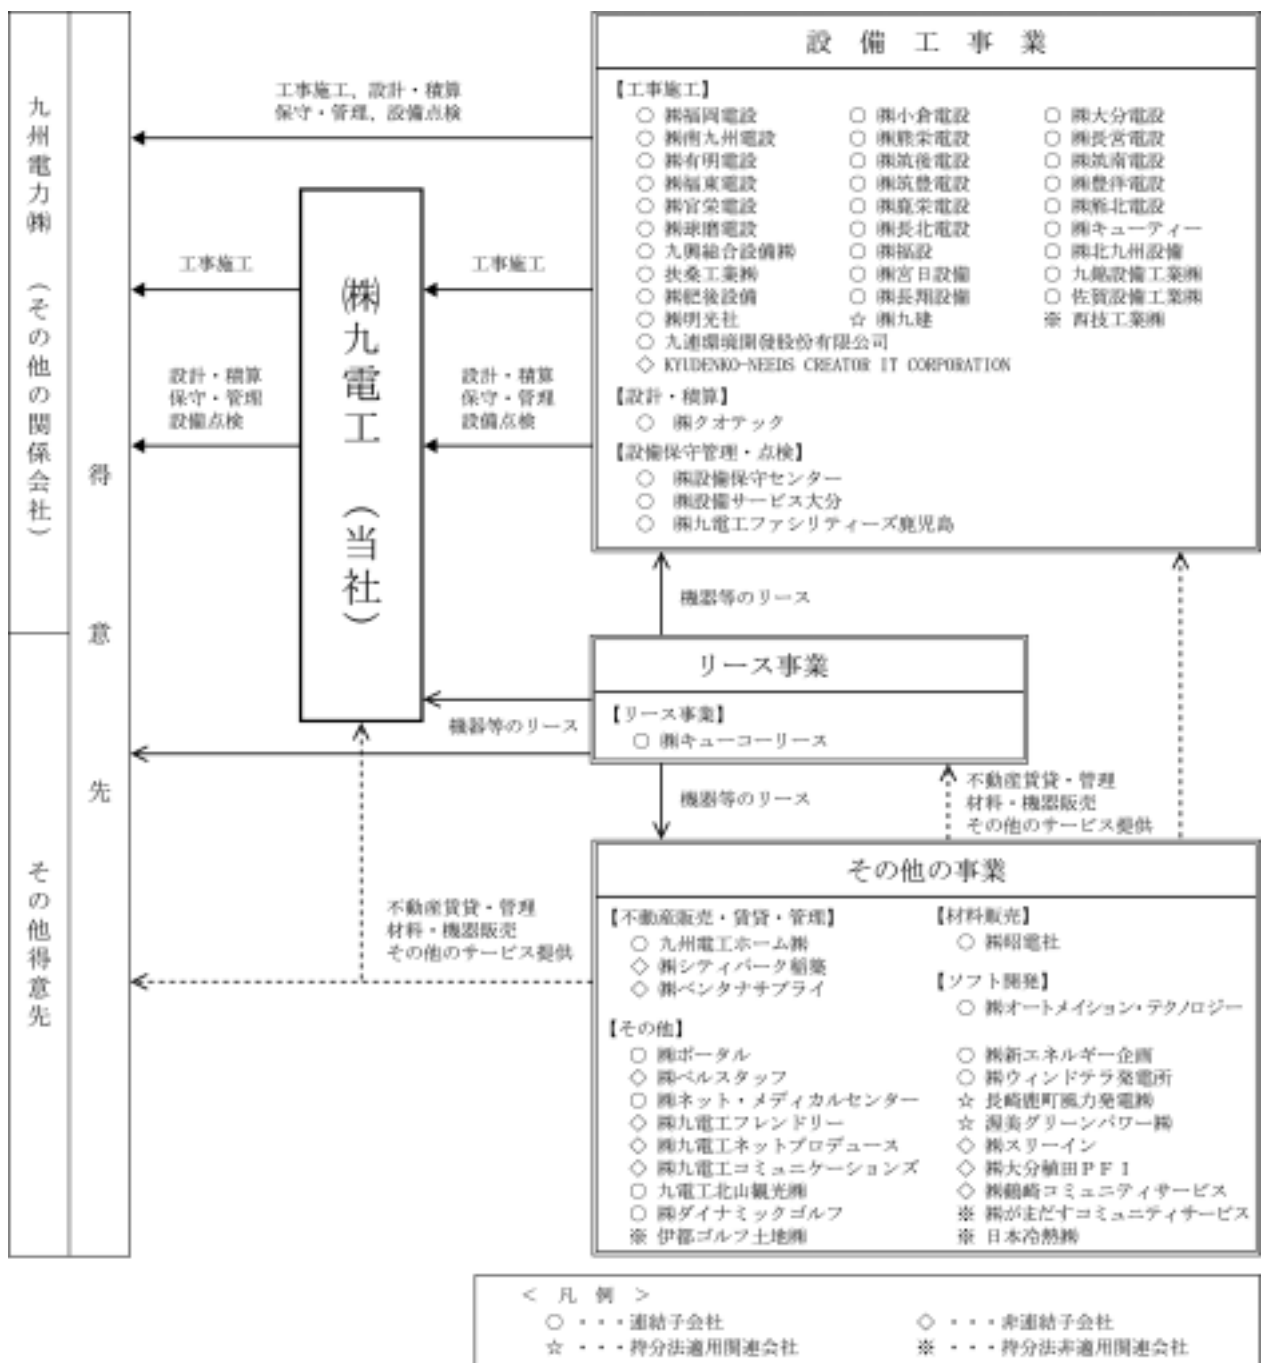 九州電力㈱ (その他の関係会社)
その他得意先
得意先
工事施工、設計・積算
保守・管理、設備点検
工事施工
設計・積算
保守・管理
設備点検
㈱九電工 (当社)
工事施工
設計・積算
保守・管理
設備点検
設備工事業
【工事施工】
○ ㈱福岡電設 ○ ㈱小倉電設 ○ ㈱大分電設
○ ㈱南九州電設 ○ ㈱熊栄電設 ○ ㈱長営電設
○ ㈱有明電設 ○ ㈱筑後電設 ○ ㈱筑南電設
○ ㈱福東電設 ○ ㈱筑豊電設 ○ ㈱豊洋電設
○ ㈱宮栄電設 ○ ㈱鹿栄電設 ○ ㈱熊北電設
○ ㈱球磨電設 ○ ㈱長北電設 ○ ㈱キューティー
○ 九興総合設備㈱ ○ ㈱福設 ○ ㈱北九州設備
○ 扶桑工業㈱ ○ ㈱宮日設備 ○ 九錦設備工業㈱
○ ㈱肥後設備 ○ ㈱長翔設備 ○ 佐賀設備工業㈱
○ ㈱明光社 ☆ ㈱九建 ※ 西技工業㈱
○ 九連環境開發股份有限公司
◇ KYUDENKO-NEEDS CREATOR IT CORPORATION
【設計・積算】
○ ㈱クオテック
【設備保守管理・点検】
○ ㈱設備保守センター
○ ㈱設備サービス大分
○ ㈱九電工ファシリティーズ鹿児島
機器等のリース
リース事業
【リース事業】
○ ㈱キューコーリース
機器等のリース
機器等のリース
不動産賃貸・管理
材料・機器販売
その他のサービス提供
不動産賃貸・管理
材料・機器販売
その他のサービス提供
その他の事業
【不動産販売・賃貸・管理】
○ 九州電工ホーム㈱
◇ ㈱シティパーク稲築
◇ ㈱ベンタナサプライ
【材料販売】
○ ㈱昭電社
【ソフト開発】
○ ㈱オートメイション・テクノロジー
【その他】
○ ㈱ポータル ○ ㈱新エネルギー企画
◇ ㈱ベルスタッフ ○ ㈱ウィンドテラ発電所
○ ㈱ネット・メディカルセンター ☆ 長崎鹿町風力発電㈱
◇ ㈱九電工フレンドリー ☆ 渥美グリーンパワー㈱
◇ ㈱九電工ネットプロデュース ◇ ㈱スリーイン
◇ ㈱九電工コミュニケーションズ ◇ ㈱大分植田PFI
○ 九電工北山観光㈱ ◇ ㈱鶴崎コミュニティサービス
○ ㈱ダイナミックゴルフ ※ ㈱がまだすコミュニティサービス
※ 伊都ゴルフ土地㈱ ※ 日本冷熱㈱
< 凡 例 >
○ ・・・連結子会社 ◇ ・・・非連結子会社
☆ ・・・持分法適用関連会社 ※ ・・・持分法非適用関連会社